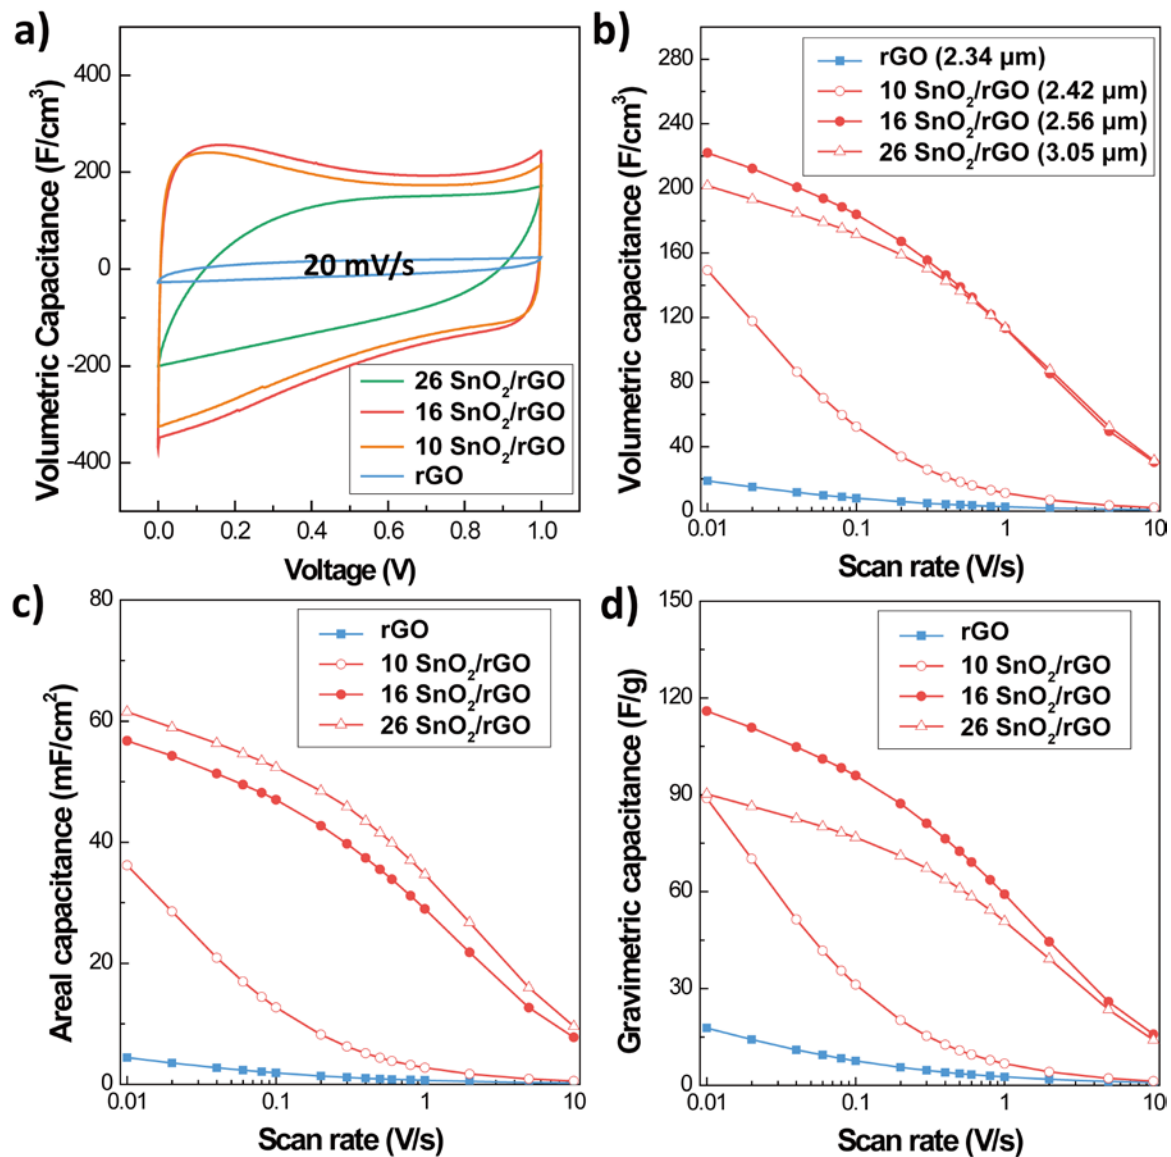 a)
Volumetric Capacitance (F/cm³)
400
200
0
-200
-400
20 mV/s
26 SnO₂/rGO
16 SnO₂/rGO
10 SnO₂/rGO
rGO
0.0 0.2 0.4 0.6 0.8 1.0
Voltage (V)
b)
Volumetric capacitance (F/cm³)
280
240
200
160
120
80
40
0
rGO (2.34 µm)
10 SnO₂/rGO (2.42 µm)
16 SnO₂/rGO (2.56 µm)
26 SnO₂/rGO (3.05 µm)
0.01 0.1 1 10
Scan rate (V/s)
c)
Areal capacitance (mF/cm²)
80
60
40
20
0
rGO
10 SnO₂/rGO
16 SnO₂/rGO
26 SnO₂/rGO
0.01 0.1 1 10
Scan rate (V/s)
d)
Gravimetric capacitance (F/g)
150
120
90
60
30
0
rGO
10 SnO₂/rGO
16 SnO₂/rGO
26 SnO₂/rGO
0.01 0.1 1 10
Scan rate (V/s)